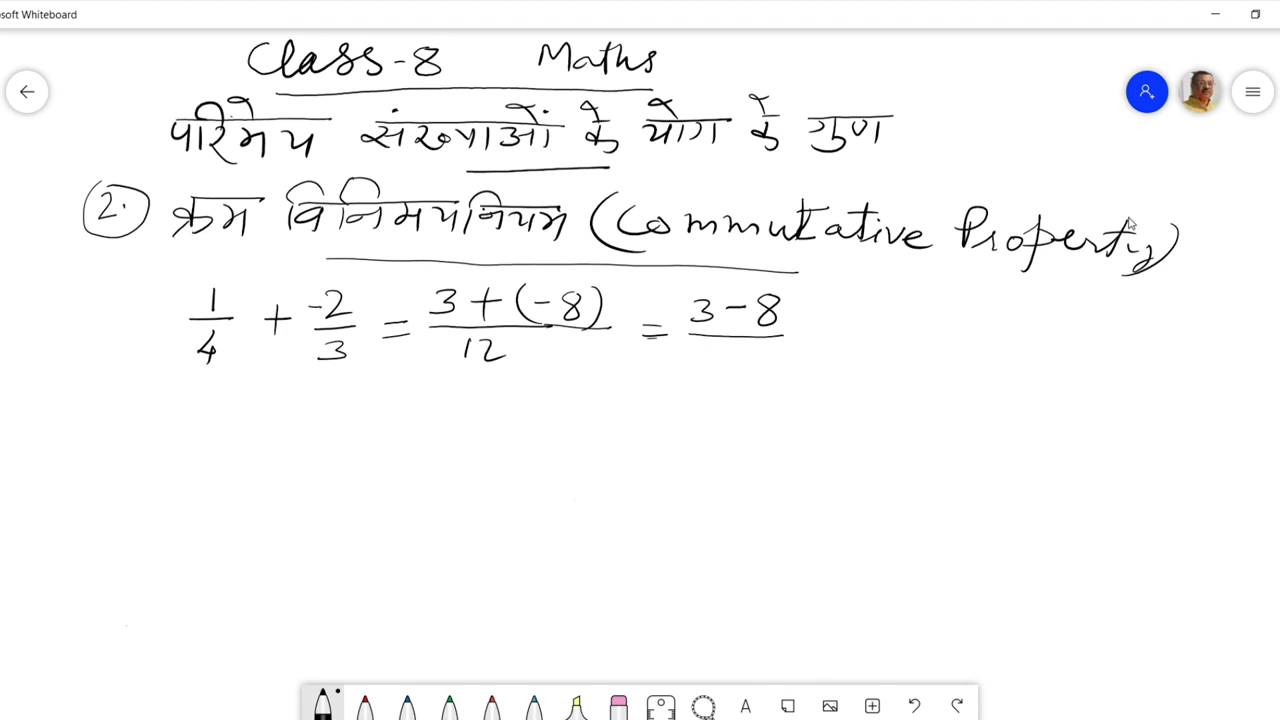 osoft Whiteboard
Class-8 Maths
परिमेय संख्याओं के योग के गुण
2. क्रम विनिमय नियम (Commutative Property)
1/4 + -2/3 = 3+(-8)/12 = 3-8
A